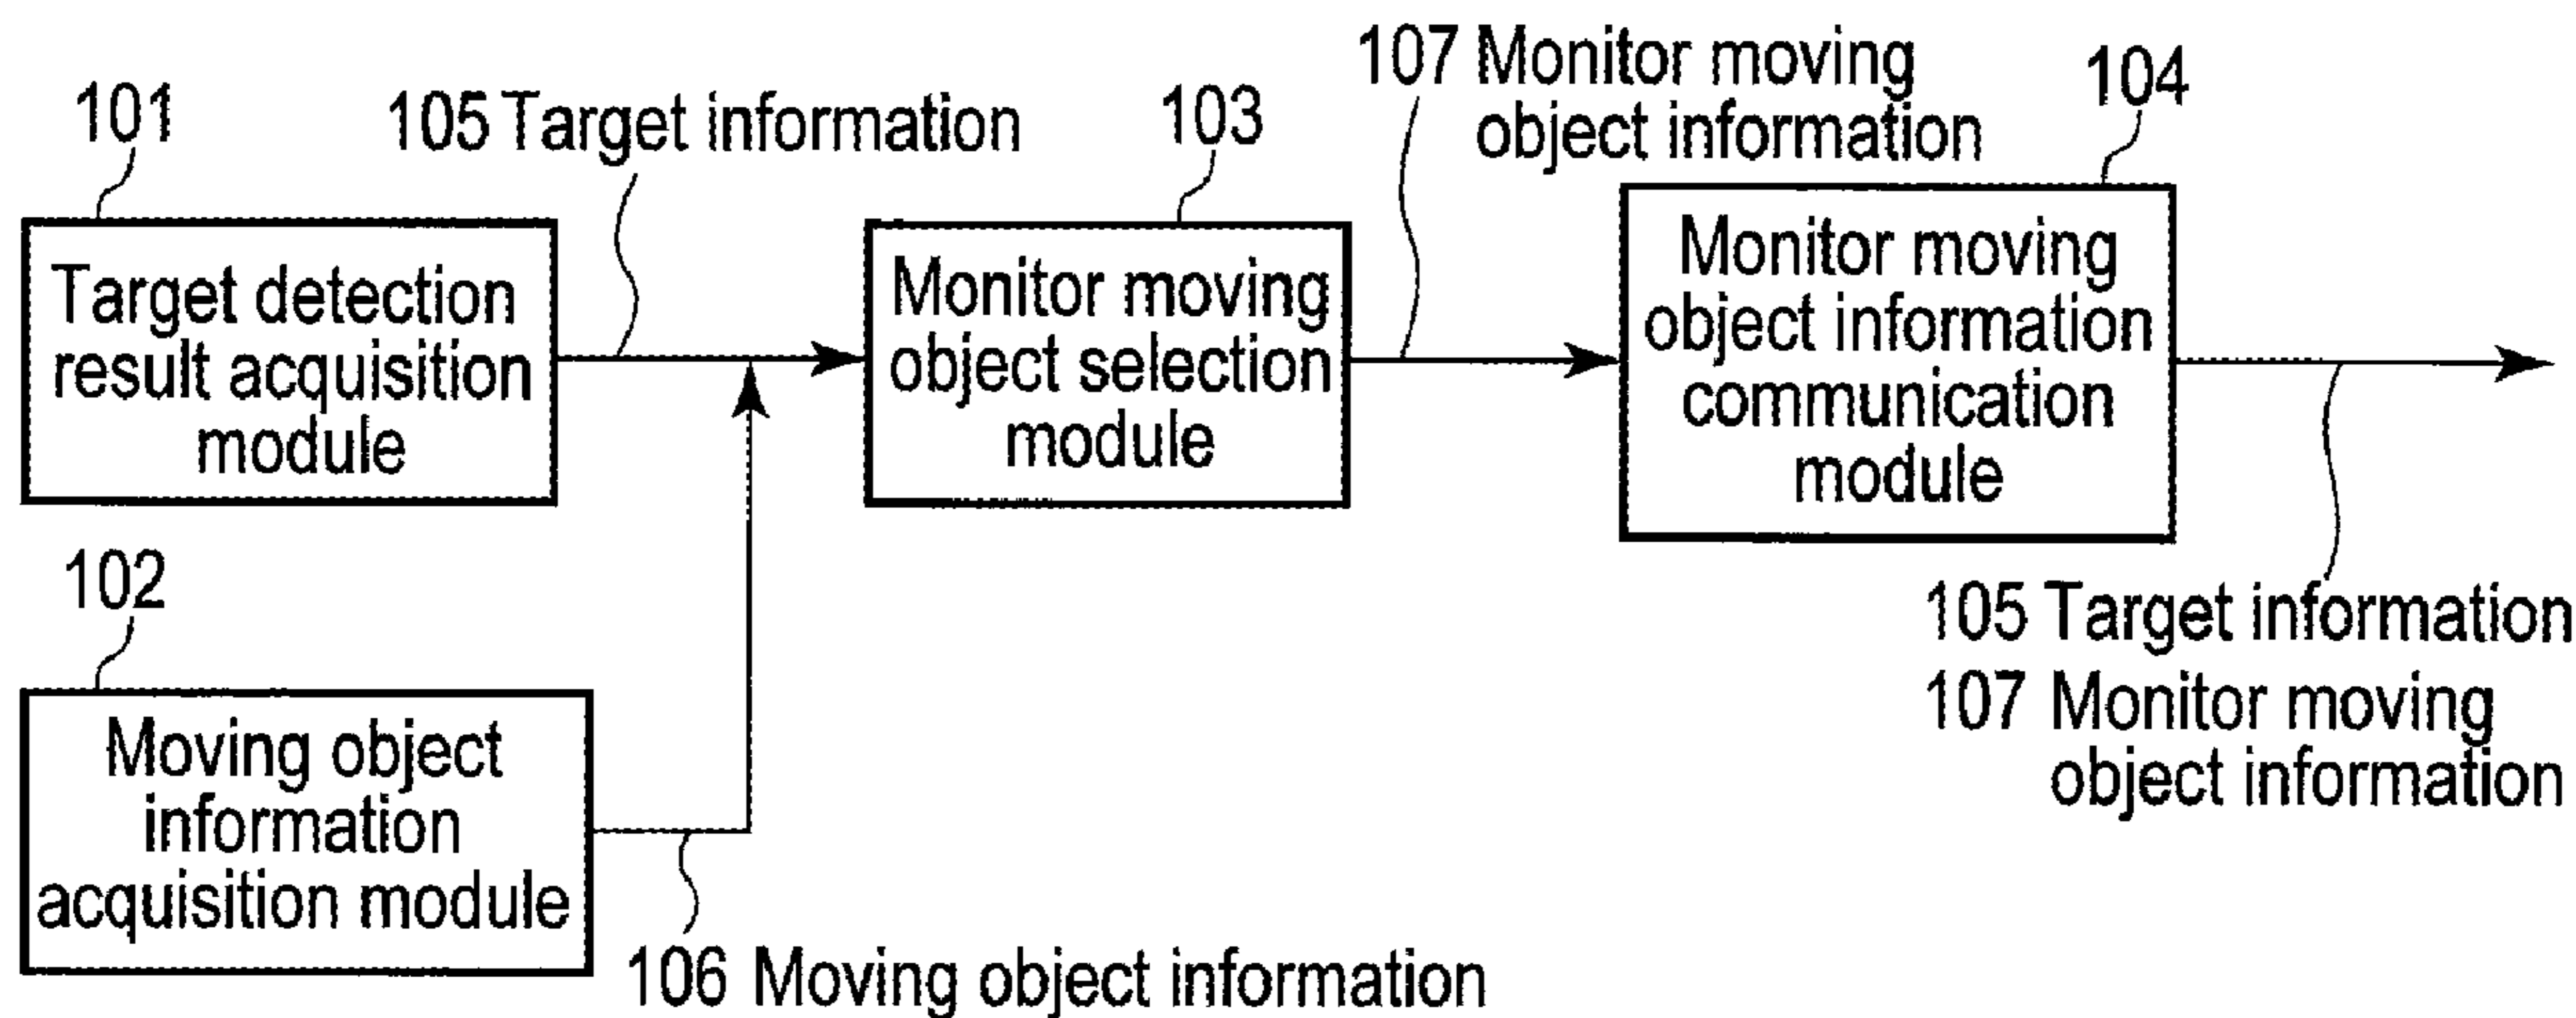 101
105 Target information
103
107 Monitor moving
object information
104
Target detection
result acquisition
module
Monitor moving
object selection
module
Monitor moving
object information
communication
module
102
Moving object
information
acquisition module
106 Moving object information
105 Target information
107 Monitor moving
object information